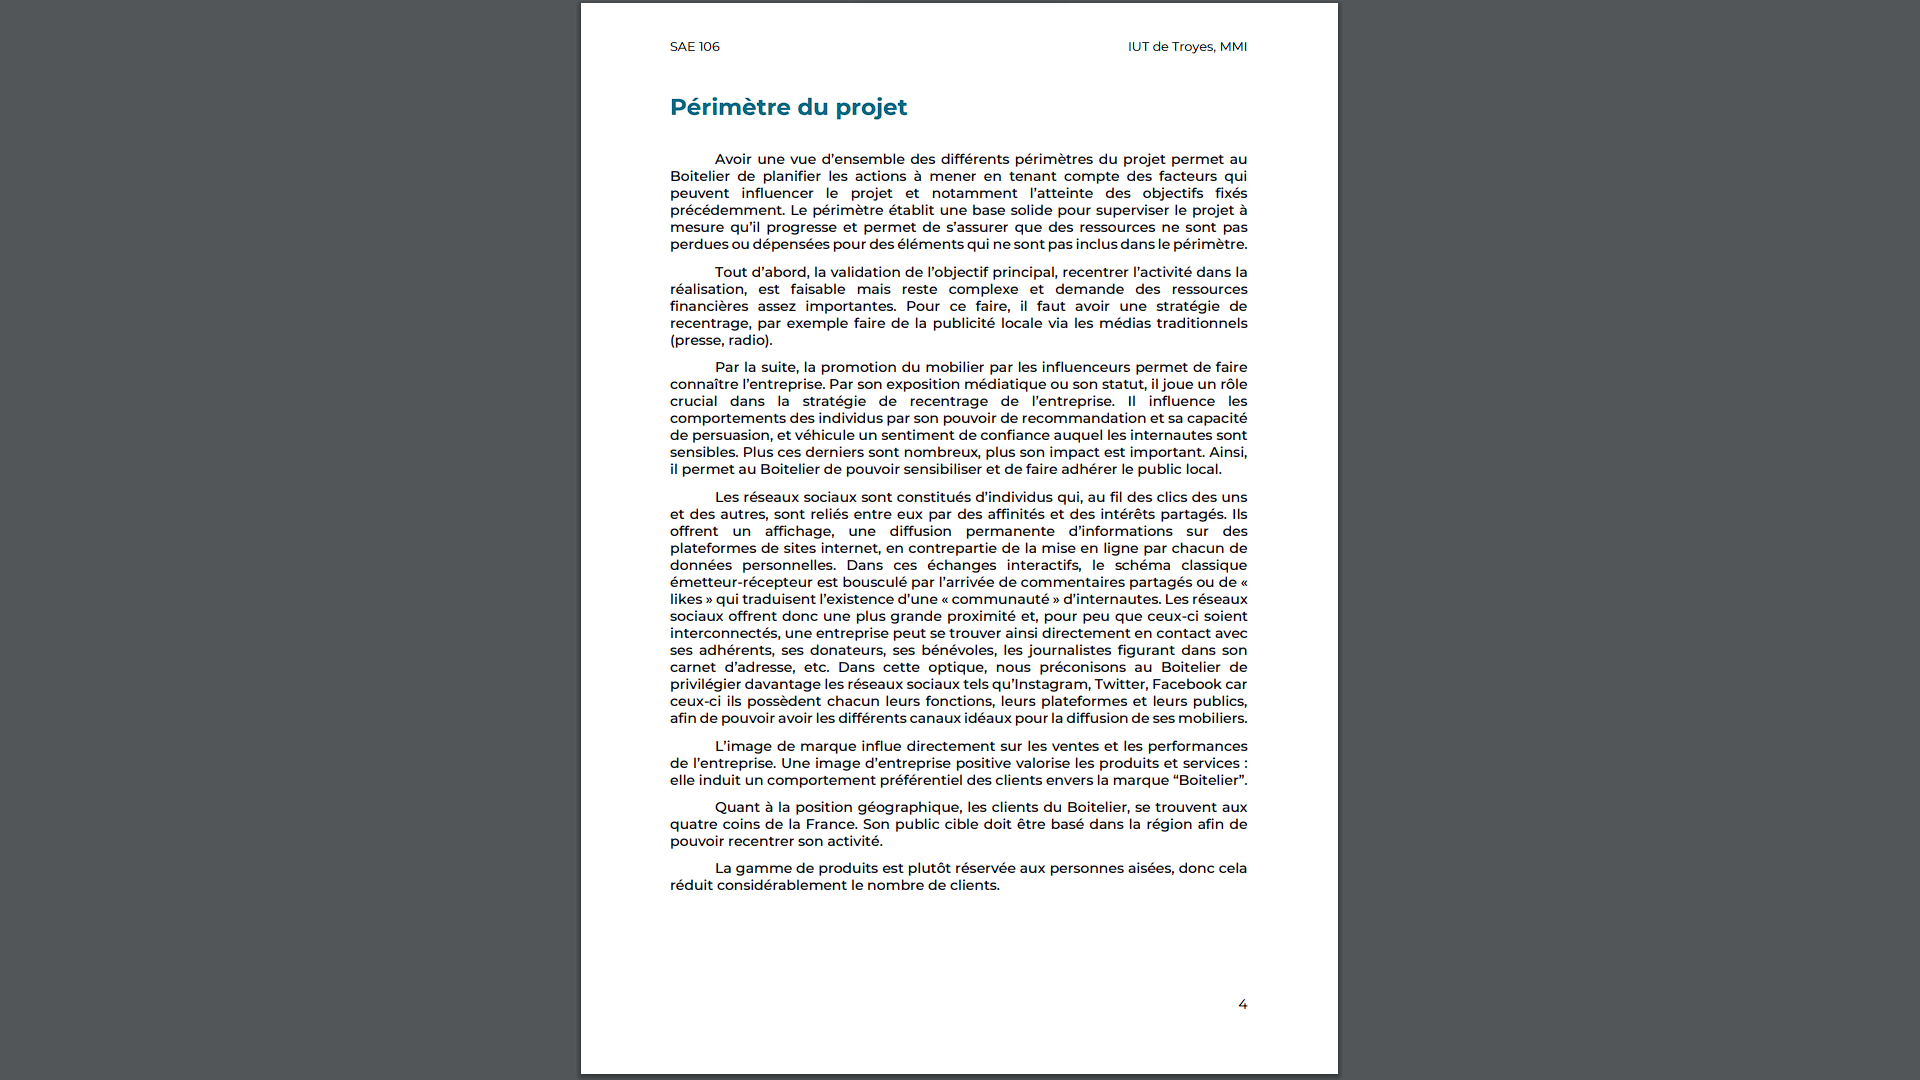 SAE 106
IUT de Troyes, MMI
Périmètre du projet
Avoir une vue d’ensemble des différents périmètres du projet permet au
Boitelier de planifier les actions à mener en tenant compte des facteurs qui
peuvent influencer le projet et notamment l’atteinte des objectifs fixés
précédemment. Le périmètre établit une base solide pour superviser le projet à
mesure qu’il progresse et permet de s’assurer que des ressources ne sont pas
perdues ou dépensées pour des éléments qui ne sont pas inclus dans le périmètre.
Tout d’abord, la validation de l’objectif principal, recentrer l’activité dans la
réalisation, est faisable mais reste complexe et demande des ressources
financières assez importantes. Pour ce faire, il faut avoir une stratégie de
recentrage, par exemple faire de la publicité locale via les médias traditionnels
(presse, radio).
Par la suite, la promotion du mobilier par les influenceurs permet de faire
connaître l’entreprise. Par son exposition médiatique ou son statut, il joue un rôle
crucial dans la stratégie de recentrage de l’entreprise. Il influence les
comportements des individus par son pouvoir de recommandation et sa capacité
de persuasion, et véhicule un sentiment de confiance auquel les internautes sont
sensibles. Plus ces derniers sont nombreux, plus son impact est important. Ainsi,
il permet au Boitelier de pouvoir sensibiliser et de faire adhérer le public local.
Les réseaux sociaux sont constitués d’individus qui, au fil des clics des uns
et des autres, sont reliés entre eux par des affinités et des intérêts partagés. Ils
offrent un affichage, une diffusion permanente d’informations sur des
plateformes de sites internet, en contrepartie de la mise en ligne par chacun de
données personnelles. Dans ces échanges interactifs, le schéma classique
émetteur-récepteur est bousculé par l’arrivée de commentaires partagés ou de «
likes » qui traduisent l’existence d’une « communauté » d’internautes. Les réseaux
sociaux offrent donc une plus grande proximité et, pour peu que ceux-ci soient
interconnectés, une entreprise peut se trouver ainsi directement en contact avec
ses adhérents, ses donateurs, ses bénévoles, les journalistes figurant dans son
carnet d’adresse, etc. Dans cette optique, nous préconisons au Boitelier de
privilégier davantage les réseaux sociaux tels qu’Instagram, Twitter, Facebook car
ceux-ci ils possèdent chacun leurs fonctions, leurs plateformes et leurs publics,
afin de pouvoir avoir les différents canaux idéaux pour la diffusion de ses mobiliers.
L’image de marque influe directement sur les ventes et les performances
de l’entreprise. Une image d’entreprise positive valorise les produits et services :
elle induit un comportement préférentiel des clients envers la marque “Boitelier”.
Quant à la position géographique, les clients du Boitelier, se trouvent aux
quatre coins de la France. Son public cible doit être basé dans la région afin de
pouvoir recentrer son activité.
La gamme de produits est plutôt réservée aux personnes aisées, donc cela
réduit considérablement le nombre de clients.
4